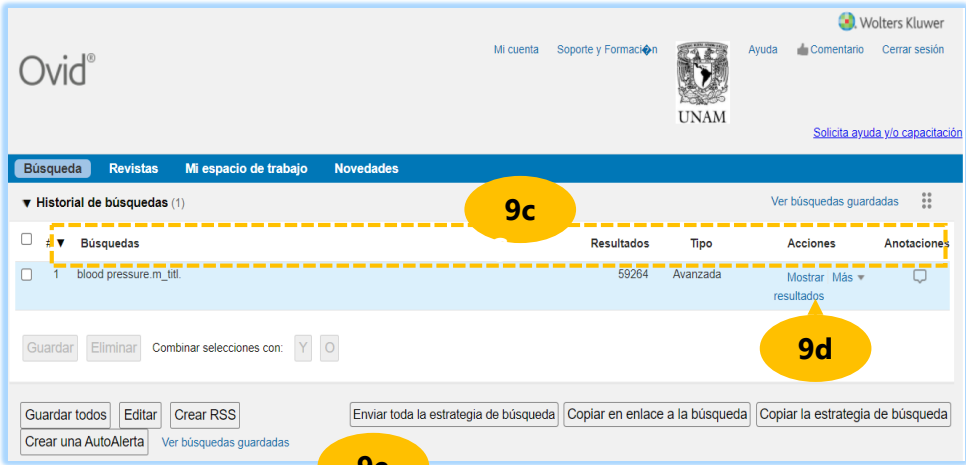 Wolters Kluwer
Ovid®
Mi cuenta Soporte y Formaci�n Ayuda Comentario Cerrar sesión
UNAM
Solicita ayuda y/o capacitación
Búsqueda Revistas Mi espacio de trabajo Novedades
▼ Historial de búsquedas (1) 9c Ver búsquedas guardadas
# ▼ Búsquedas Resultados Tipo Acciones Anotaciones
1 blood pressure.m_titl. 59264 Avanzada Mostrar Más ▼
resultados
Guardar Eliminar Combinar selecciones con: Y O 9d
Guardar todos Editar Crear RSS Enviar toda la estrategia de búsqueda Copiar en enlace a la búsqueda Copiar la estrategia de búsqueda
Crear una AutoAlerta Ver búsquedas guardadas